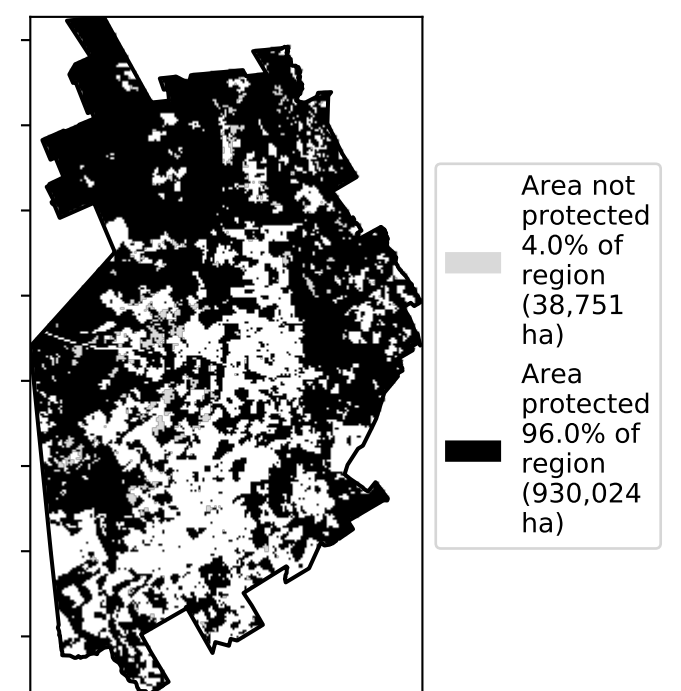 Area not
protected
4.0% of
region
(38,751
ha)
Area
protected
96.0% of
region
(930,024
ha)